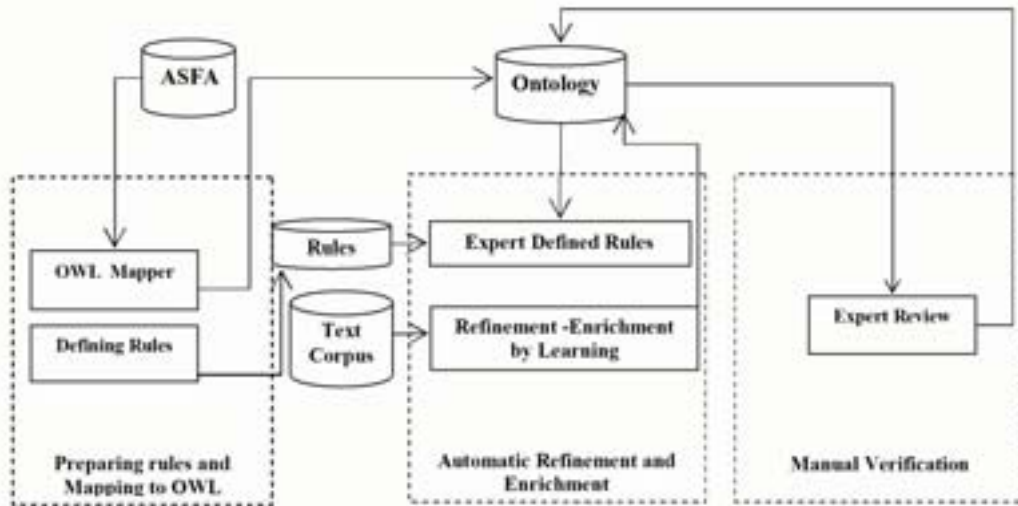 ASFA
Ontology
OWL Mapper
Defining Rules
Rules
Text
Corpus
Expert Defined Rules
Refinement -Enrichment
by Learning
Expert Review
Preparing rules and
Mapping to OWL
Automatic Refinement and
Enrichment
Manual Verification